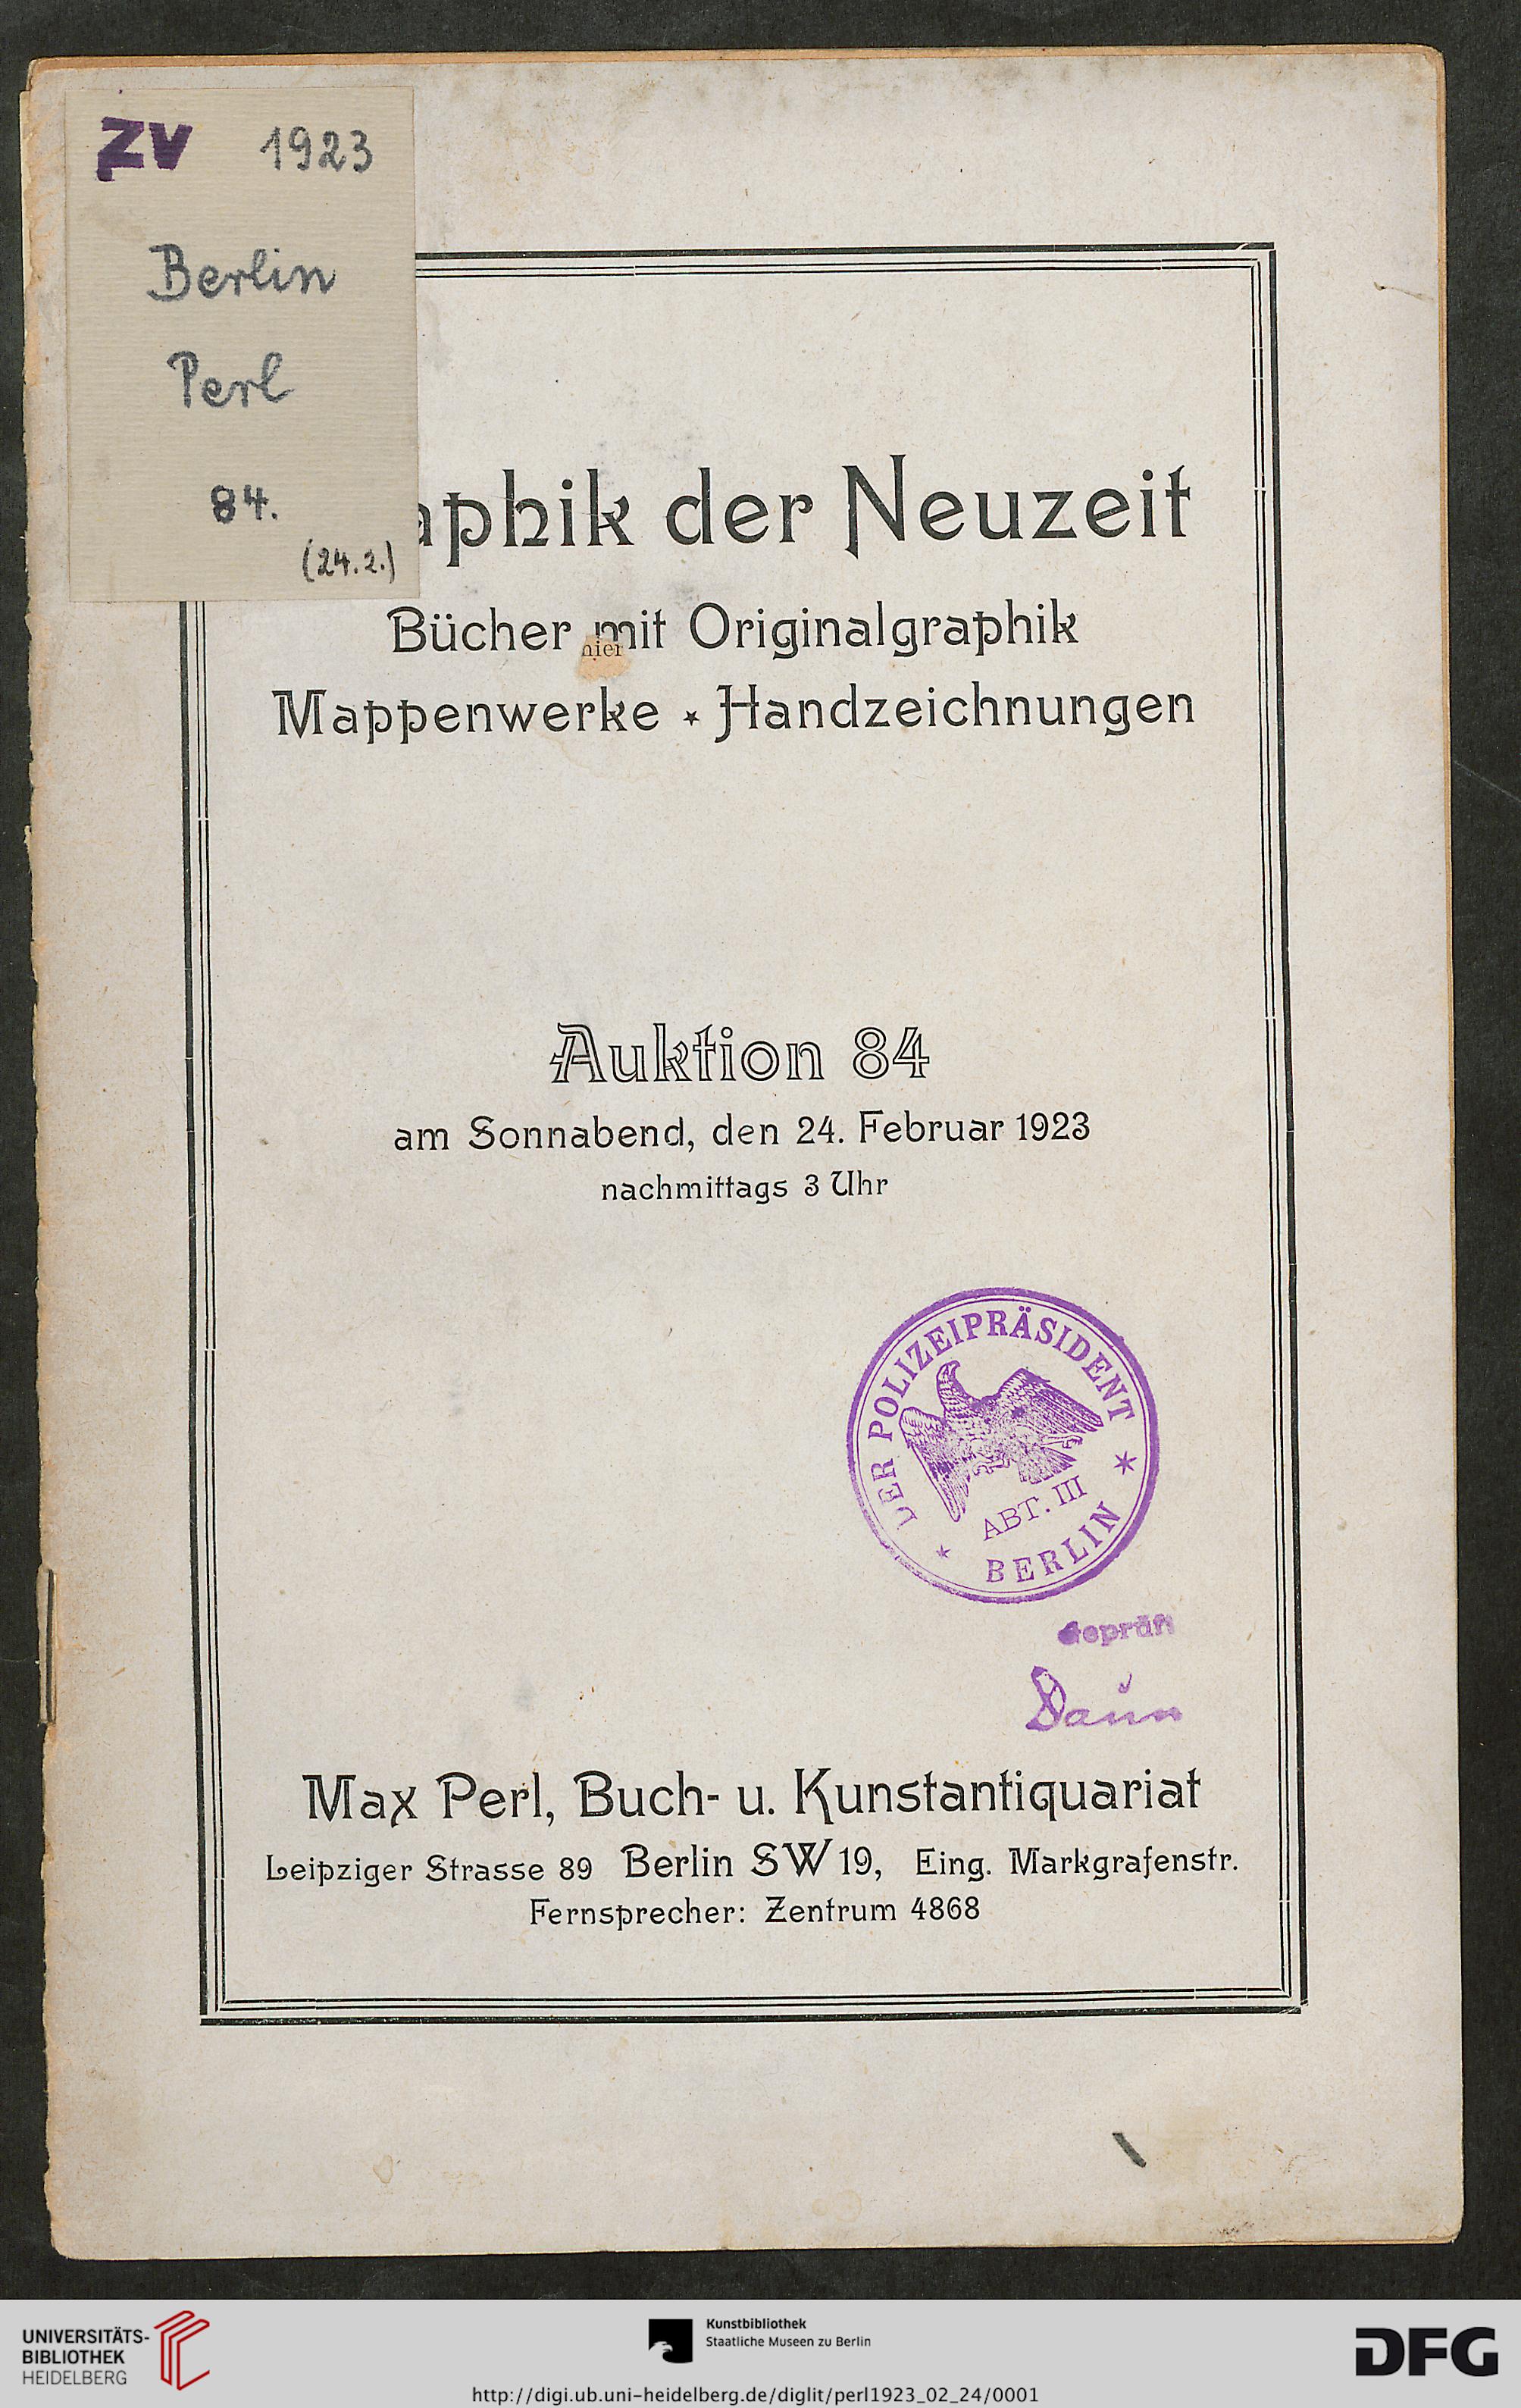 ZV 1923
Berlin
Perl
84.
(24.2.)
aphik der Neuzeit
Bücher mit Originalgraphik
hier
Mappenwerke * Handzeichnungen
Auktion 84
am Sonnabend, den 24. Februar 1923
nachmittags 3 Uhr
DER POLIZEIPRÄSIDENT
ABT. III
* BERLIN *
Geprüft
Daun
Max Perl, Buch- u. Kunstantiquariat
Leipziger Strasse 89 Berlin SW 19, Eing. Markgrafenstr.
Fernsprecher: Zentrum 4868
UNIVERSITÄTS-
BIBLIOTHEK
HEIDELBERG
Kunstbibliothek
Staatliche Museen zu Berlin
DFG
http://digi.ub.uni-heidelberg.de/diglit/perl1923_02_24/0001